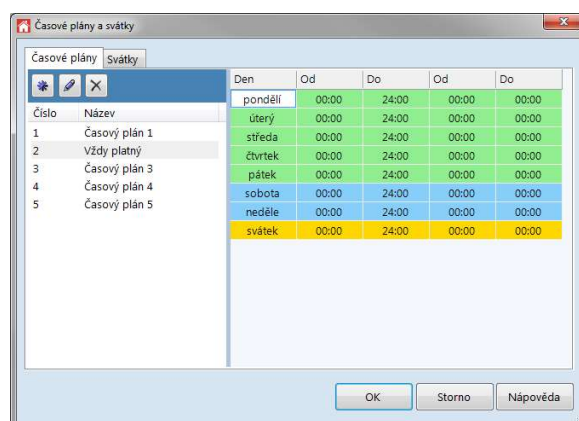 Časové plány a svátky
Časové plány Svátky
Číslo Název
1 Časový plán 1
2 Vždy platný
3 Časový plán 3
4 Časový plán 4
5 Časový plán 5
Den Od Do Od Do
pondělí 00:00 24:00 00:00 00:00
úterý 00:00 24:00 00:00 00:00
středa 00:00 24:00 00:00 00:00
čtvrtek 00:00 24:00 00:00 00:00
pátek 00:00 24:00 00:00 00:00
sobota 00:00 24:00 00:00 00:00
neděle 00:00 24:00 00:00 00:00
svátek 00:00 24:00 00:00 00:00
OK Storno Nápověda